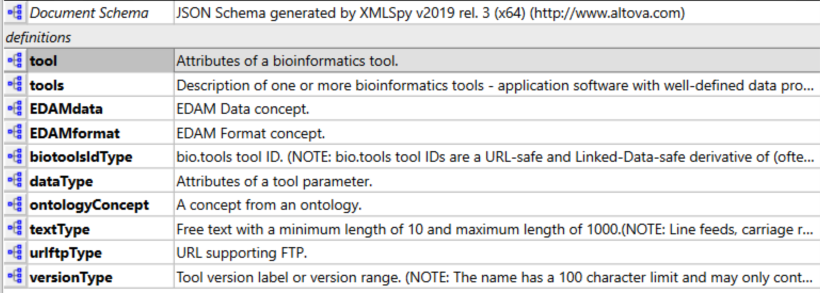 Document Schema JSON Schema generated by XMLSpy v2019 rel. 3 (x64) (http://www.altova.com)
definitions
tool Attributes of a bioinformatics tool.
tools Description of one or more bioinformatics tools - application software with well-defined data pro...
EDAMdata EDAM Data concept.
EDAMformat EDAM Format concept.
biotoolsIdType bio.tools tool ID. (NOTE: bio.tools tool IDs are a URL-safe and Linked-Data-safe derivative of (ofte...
dataType Attributes of a tool parameter.
ontologyConcept A concept from an ontology.
textType Free text with a minimum length of 10 and maximum length of 1000.(NOTE: Line feeds, carriage r...
urlftpType URL supporting FTP.
versionType Tool version label or version range. (NOTE: The name has a 100 character limit and may only cont...